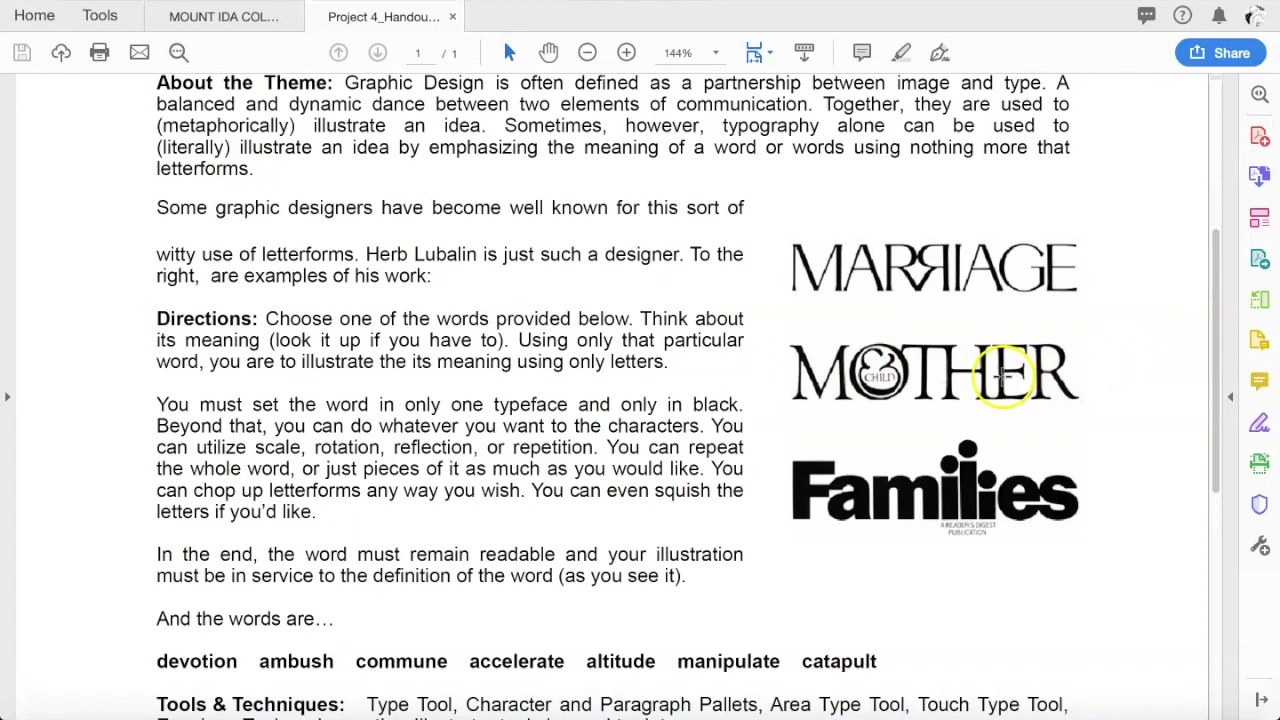 Home Tools MOUNT IDA COL... Project 4_Handou... ×
1 / 1 144% Share
About the Theme: Graphic Design is often defined as a partnership between image and type. A
balanced and dynamic dance between two elements of communication. Together, they are used to
(metaphorically) illustrate an idea. Sometimes, however, typography alone can be used to
(literally) illustrate an idea by emphasizing the meaning of a word or words using nothing more that
letterforms.
Some graphic designers have become well known for this sort of
witty use of letterforms. Herb Lubalin is just such a designer. To the
right, are examples of his work:
Directions: Choose one of the words provided below. Think about
its meaning (look it up if you have to). Using only that particular
word, you are to illustrate the its meaning using only letters.
You must set the word in only one typeface and only in black.
Beyond that, you can do whatever you want to the characters. You
can utilize scale, rotation, reflection, or repetition. You can repeat
the whole word, or just pieces of it as much as you would like. You
can chop up letterforms any way you wish. You can even squish the
letters if you'd like.
In the end, the word must remain readable and your illustration
must be in service to the definition of the word (as you see it).
And the words are…
devotion ambush commune accelerate altitude manipulate catapult
Tools & Techniques: Type Tool, Character and Paragraph Pallets, Area Type Tool, Touch Type Tool,
MARRIAGE
MOTHER
& CHILD
Families
A READER'S DIGEST
PUBLICATION